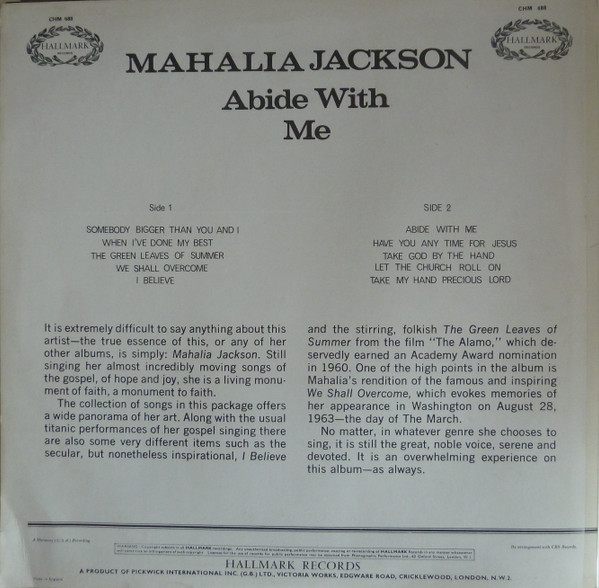 CHM 688
HALLMARK
RECORDS
CHM 688
HALLMARK
RECORDS
MAHALIA JACKSON
Abide With
Me
Side 1
SOMEBODY BIGGER THAN YOU AND I
WHEN I'VE DONE MY BEST
THE GREEN LEAVES OF SUMMER
WE SHALL OVERCOME
I BELIEVE
SIDE 2
ABIDE WITH ME
HAVE YOU ANY TIME FOR JESUS
TAKE GOD BY THE HAND
LET THE CHURCH ROLL ON
TAKE MY HAND PRECIOUS LORD
It is extremely difficult to say anything about this
artist—the true essence of this, or any of her
other albums, is simply: Mahalia Jackson. Still
singing her almost incredibly moving songs of
the gospel, of hope and joy, she is a living monu-
ment of faith, a monument to faith.
The collection of songs in this package offers
a wide panorama of her art. Along with the usual
titanic performances of her gospel singing there
are also some very different items such as the
secular, but nonetheless inspirational, I Believe
and the stirring, folkish The Green Leaves of
Summer from the film "The Alamo," which de-
servedly earned an Academy Award nomination
in 1960. One of the high points in the album is
Mahalia's rendition of the famous and inspiring
We Shall Overcome, which evokes memories of
her appearance in Washington on August 28,
1963—the day of The March.
No matter, in whatever genre she chooses to
sing, it is still the great, noble voice, serene and
devoted. It is an overwhelming experience on
this album—as always.
By arrangement with CBS Records
HALLMARK RECORDS
A PRODUCT OF PICKWICK INTERNATIONAL INC. (G.B.) LTD., VICTORIA WORKS, EDGWARE ROAD, CRICKLEWOOD, LONDON, N.W.2.